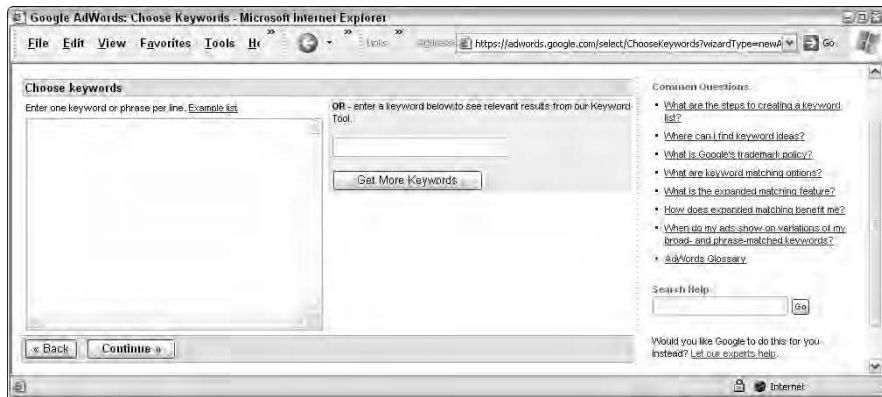 Google AdWords: Choose Keywords - Microsoft Internet Explorer
File Edit View Favorites Tools He » » Links » Address https://adwords.google.com/select/ChooseKeywords?wizardType=newA Go
Choose keywords
Enter one keyword or phrase per line. Example list
OR - enter a keyword below to see relevant results from our Keyword
Tool.
Get More Keywords
« Back Continue »
Common Questions
• What are the steps to creating a keyword
list?
• Where can I find keyword ideas?
• What is Google's trademark policy?
• What are keyword matching options?
• What is the expanded matching feature?
• How does expanded matching benefit me?
• When do my ads show on variations of my
broad- and phrase-matched keywords?
• AdWords Glossary
Search Help
Go
Would you like Google to do this for you
instead? Let our experts help.
Internet